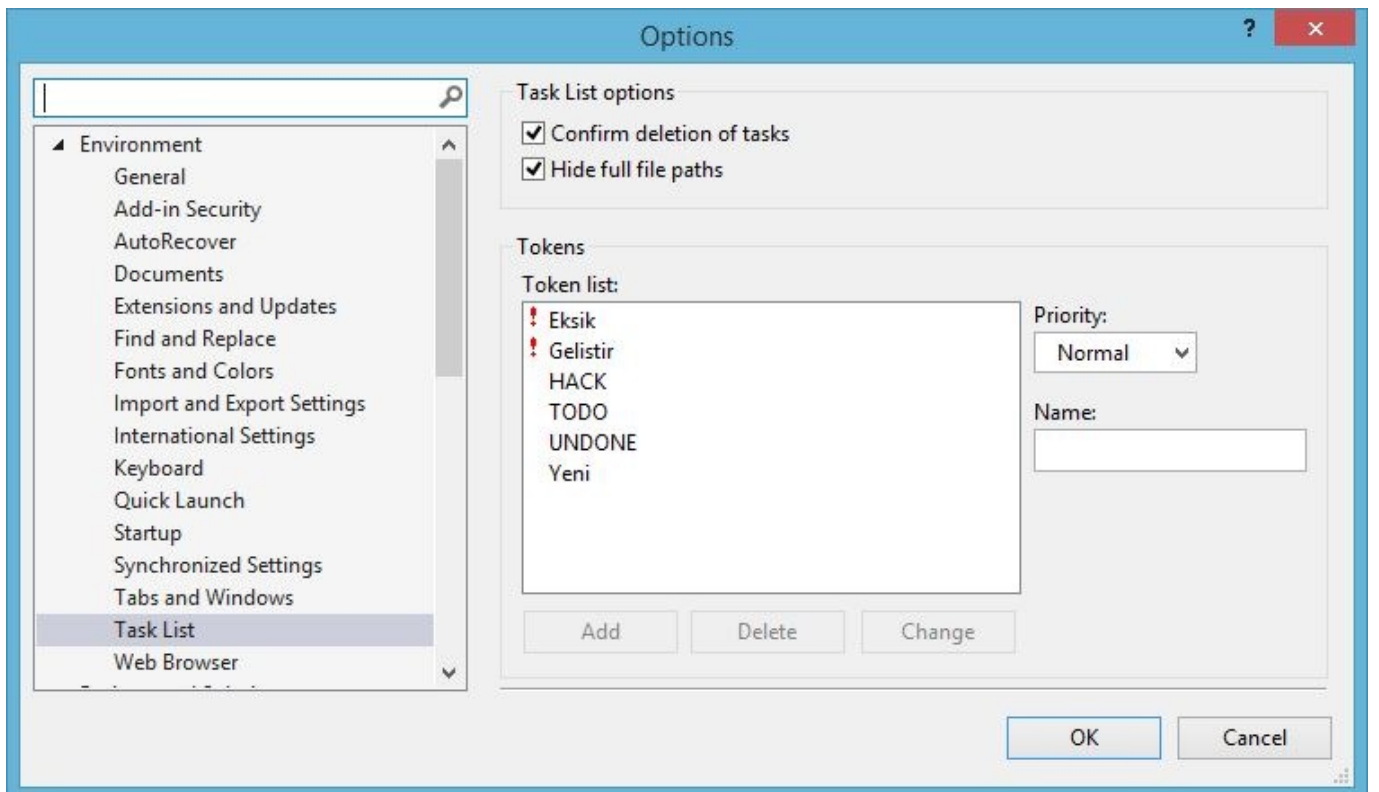 Options
?
Environment
General
Add-in Security
AutoRecover
Documents
Extensions and Updates
Find and Replace
Fonts and Colors
Import and Export Settings
International Settings
Keyboard
Quick Launch
Startup
Synchronized Settings
Tabs and Windows
Task List
Web Browser
Task List options
Confirm deletion of tasks
Hide full file paths
Tokens
Token list:
Eksik
Gelistir
HACK
TODO
UNDONE
Yeni
Priority:
Normal
Name:
Add
Delete
Change
OK
Cancel